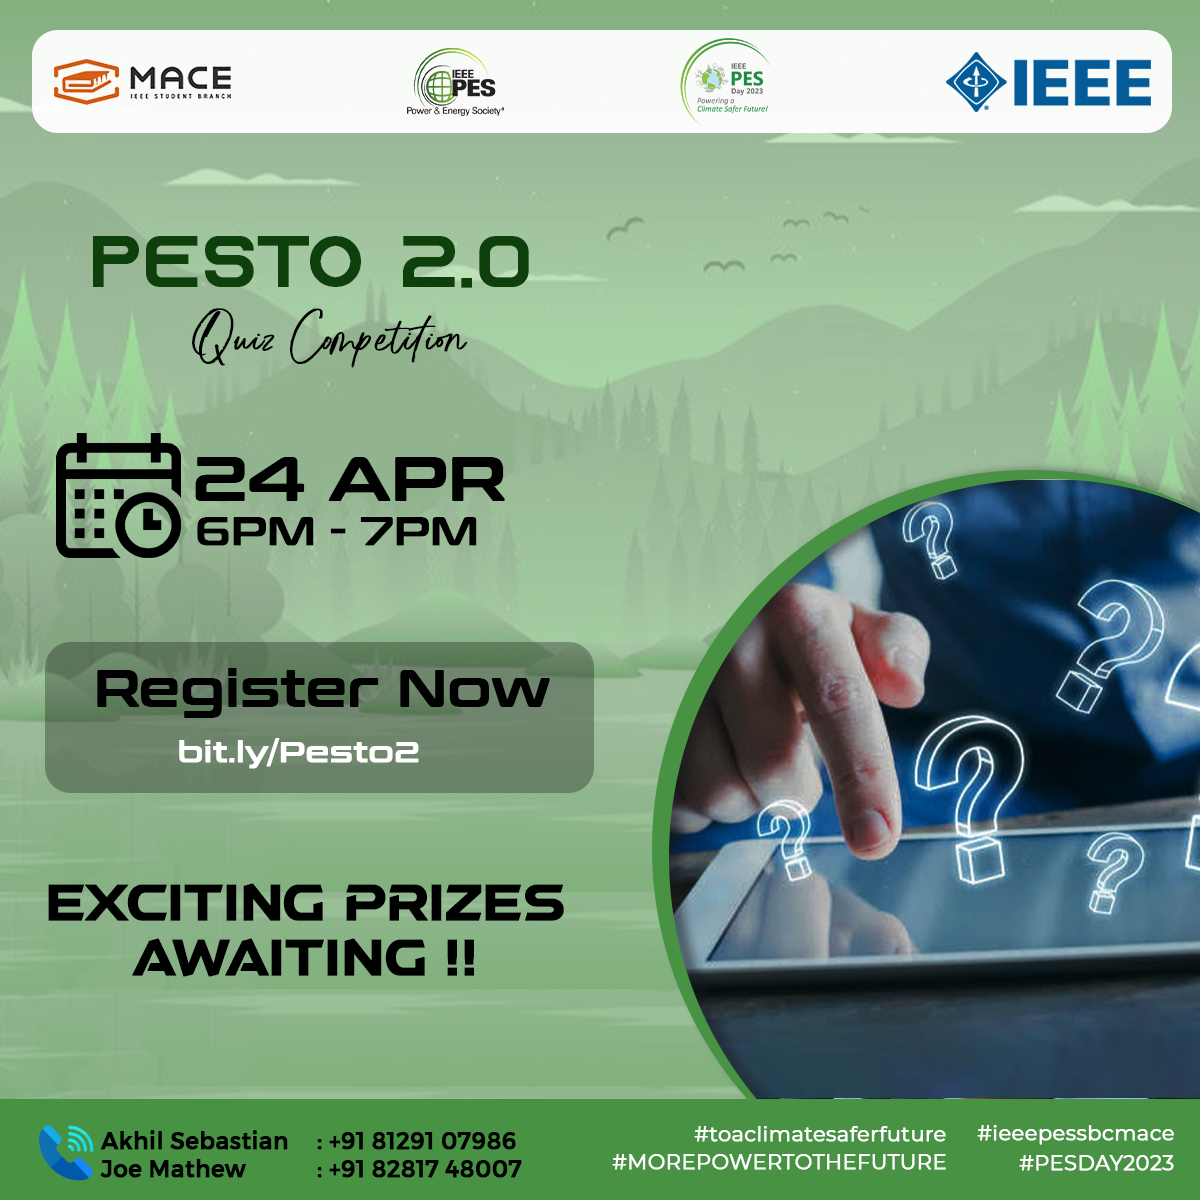 MACE
IEEE STUDENT BRANCH
IEEE
PES
Power & Energy Society®
IEEE
PES
Day 2023
Powering a
Climate Safer Future!
IEEE
PESTO 2.0
Quiz Competition
24 APR
6PM - 7PM
Register Now
bit.ly/Pesto2
EXCITING PRIZES
AWAITING !!
Akhil Sebastian : +91 81291 07986
Joe Mathew : +91 82817 48007
#toaclimatesaferfuture
#MOREPOWERTOTHEFUTURE
#ieeepessbcmace
#PESDAY2023